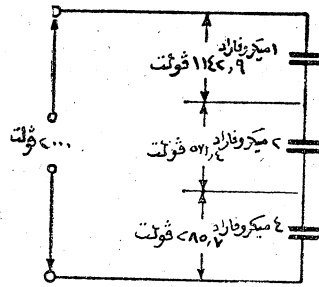 ١ ميكروفاراد
١١٤٢,٩ ڤولت
٢٠٠٠ ڤولت
٢ ميكروفاراد
٥٧١,٤ ڤولت
٤ ميكروفاراد
٢٨٥,٧ ڤولت